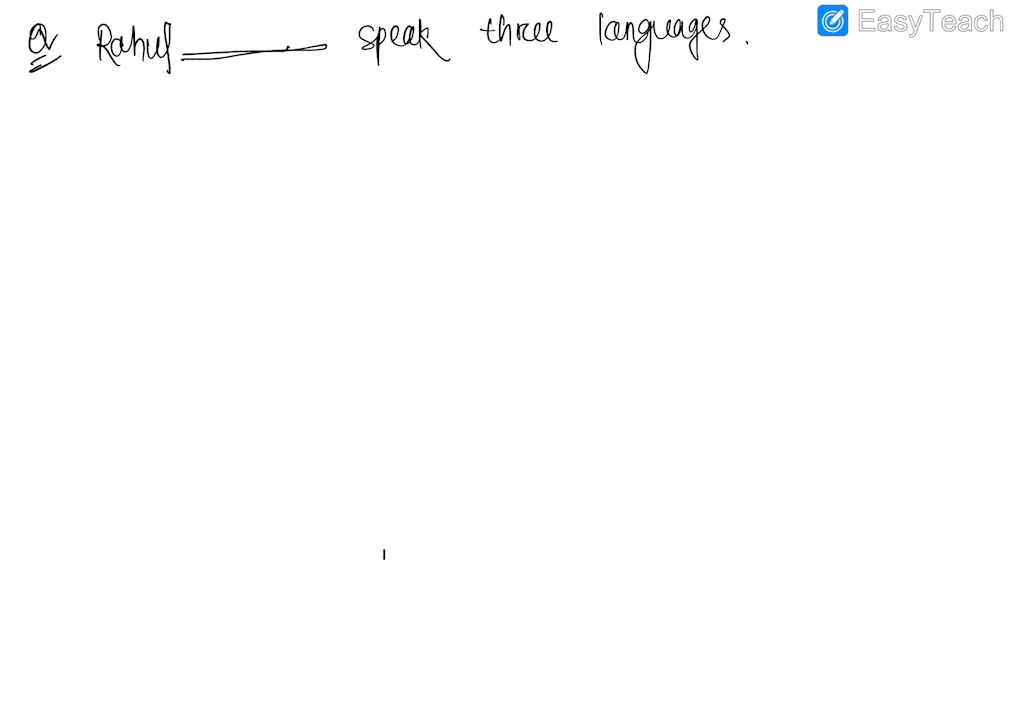 Q Rahul ______ speak three languages.
EasyTeach